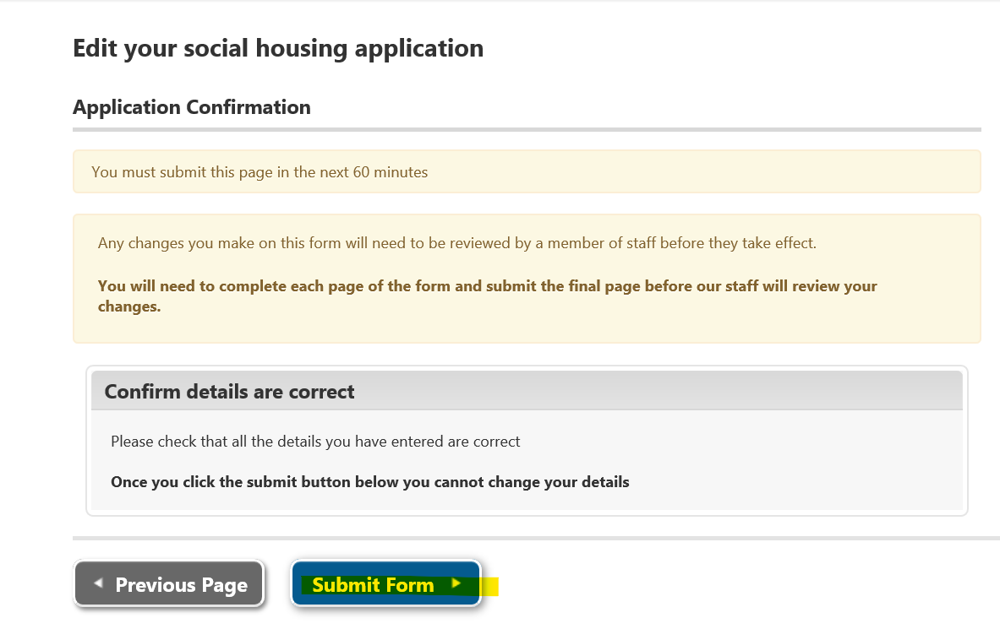 Edit your social housing application
Application Confirmation
You must submit this page in the next 60 minutes
Any changes you make on this form will need to be reviewed by a member of staff before they take effect.
You will need to complete each page of the form and submit the final page before our staff will review your
changes.
Confirm details are correct
Please check that all the details you have entered are correct
Once you click the submit button below you cannot change your details
Previous Page
Submit Form